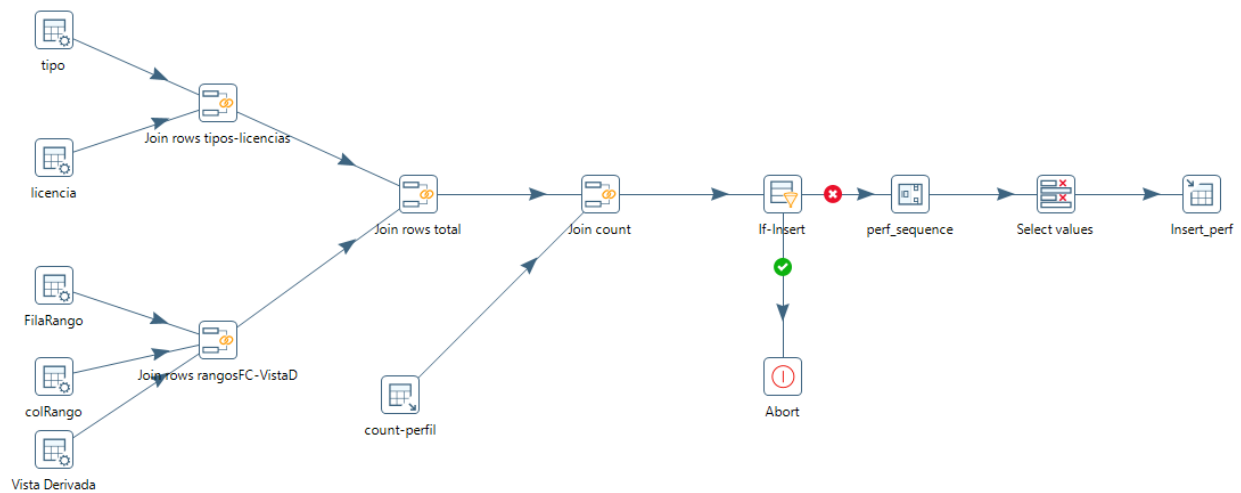 tipo
Join rows tipos-licencias
licencia
Join rows total
Join count
If-Insert
perf_sequence
Select values
Insert_perf
FilaRango
Join rows rangosFC-VistaD
colRango
count-perfil
Abort
Vista Derivada